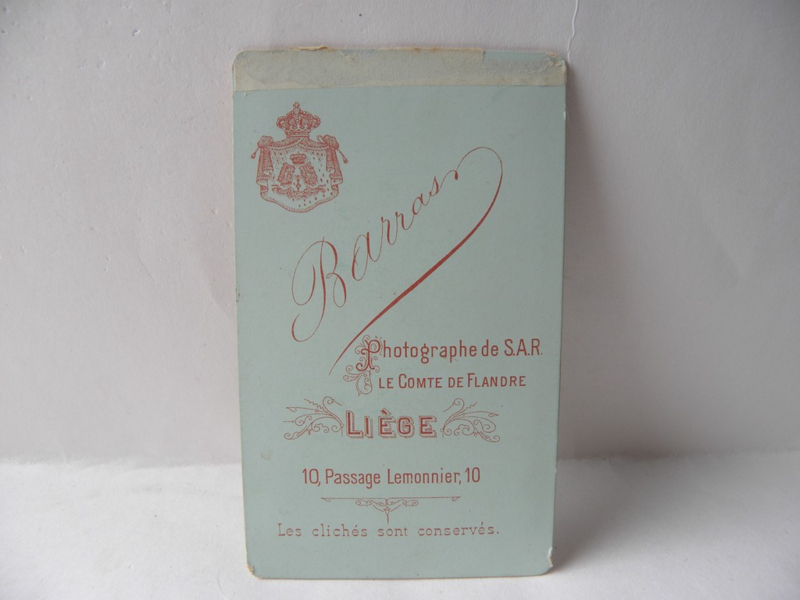 Barras
Photographe de S.A.R.
LE COMTE DE FLANDRE
LIÈGE
10, Passage Lemonnier, 10
Les clichés sont conservés.